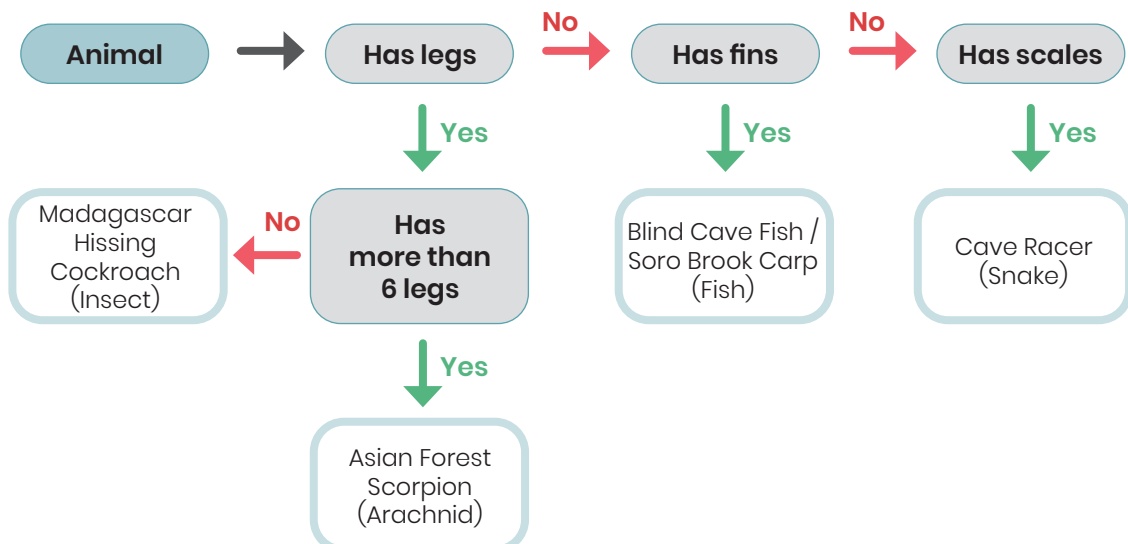 Animal
Has legs
No
Has fins
No
Has scales
Yes
Yes
Yes
Madagascar
Hissing
Cockroach
(Insect)
No
Has
more than
6 legs
Blind Cave Fish /
Soro Brook Carp
(Fish)
Cave Racer
(Snake)
Yes
Asian Forest
Scorpion
(Arachnid)